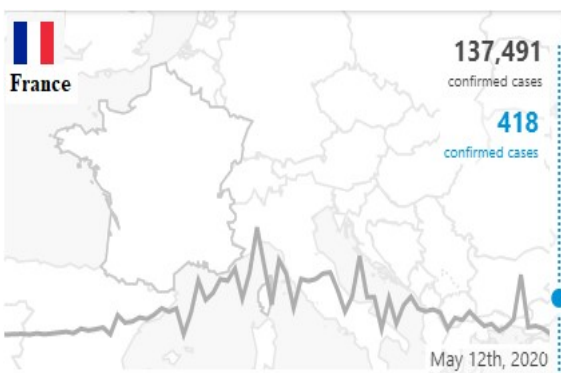 France
137,491
confirmed cases
418
confirmed cases
May 12th, 2020